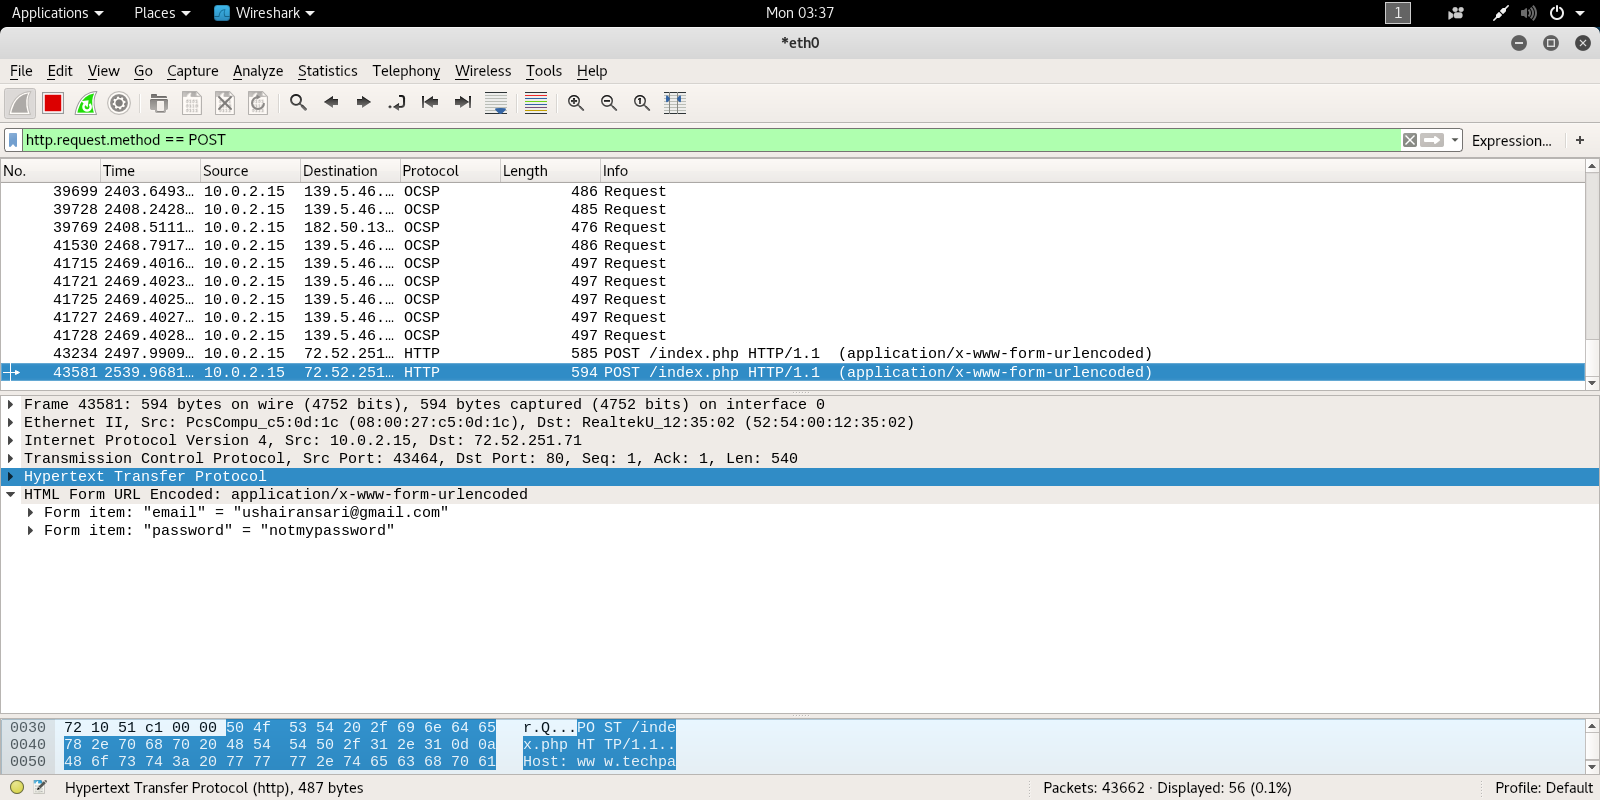 Applications Places Wireshark Mon 03:37 1
*eth0
File Edit View Go Capture Analyze Statistics Telephony Wireless Tools Help
http.request.method == POST Expression… +
No. Time Source Destination Protocol Length Info
39699 2403.6493… 10.0.2.15 139.5.46.… OCSP 486 Request
39728 2408.2428… 10.0.2.15 139.5.46.… OCSP 485 Request
39769 2408.5111… 10.0.2.15 182.50.13… OCSP 476 Request
41530 2468.7917… 10.0.2.15 139.5.46.… OCSP 486 Request
41715 2469.4016… 10.0.2.15 139.5.46.… OCSP 497 Request
41721 2469.4023… 10.0.2.15 139.5.46.… OCSP 497 Request
41725 2469.4025… 10.0.2.15 139.5.46.… OCSP 497 Request
41727 2469.4027… 10.0.2.15 139.5.46.… OCSP 497 Request
41728 2469.4028… 10.0.2.15 139.5.46.… OCSP 497 Request
43234 2497.9909… 10.0.2.15 72.52.251… HTTP 585 POST /index.php HTTP/1.1 (application/x-www-form-urlencoded)
43581 2539.9681… 10.0.2.15 72.52.251… HTTP 594 POST /index.php HTTP/1.1 (application/x-www-form-urlencoded)
Frame 43581: 594 bytes on wire (4752 bits), 594 bytes captured (4752 bits) on interface 0
Ethernet II, Src: PcsCompu_c5:0d:1c (08:00:27:c5:0d:1c), Dst: RealtekU_12:35:02 (52:54:00:12:35:02)
Internet Protocol Version 4, Src: 10.0.2.15, Dst: 72.52.251.71
Transmission Control Protocol, Src Port: 43464, Dst Port: 80, Seq: 1, Ack: 1, Len: 540
Hypertext Transfer Protocol
HTML Form URL Encoded: application/x-www-form-urlencoded
Form item: "email" = "ushairansari@gmail.com"
Form item: "password" = "notmypassword"
0030 72 10 51 c1 00 00 50 4f 53 54 20 2f 69 6e 64 65 r.Q...PO ST /inde
0040 78 2e 70 68 70 20 48 54 54 50 2f 31 2e 31 0d 0a x.php HT TP/1.1..
0050 48 6f 73 74 3a 20 77 77 77 2e 74 65 63 68 70 61 Host: ww w.techpa
Hypertext Transfer Protocol (http), 487 bytes Packets: 43662 · Displayed: 56 (0.1%) Profile: Default